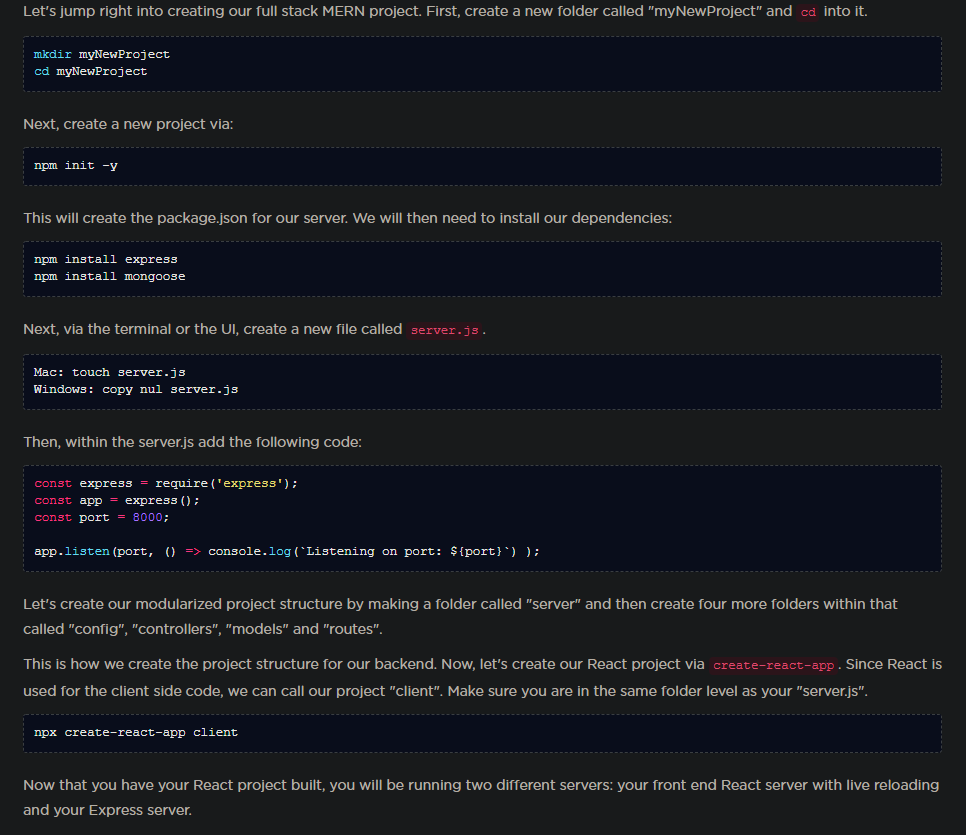 Let's jump right into creating our full stack MERN project. First, create a new folder called "myNewProject" and cd into it.
mkdir myNewProject
cd myNewProject
Next, create a new project via:
npm init -y
This will create the package.json for our server. We will then need to install our dependencies:
npm install express
npm install mongoose
Next, via the terminal or the UI, create a new file called server.js.
Mac: touch server.js
Windows: copy nul server.js
Then, within the server.js add the following code:
const express = require('express');
const app = express();
const port = 8000;
app.listen(port, () => console.log(`Listening on port: ${port}`) );
Let's create our modularized project structure by making a folder called "server" and then create four more folders within that
called "config", "controllers", "models" and "routes".
This is how we create the project structure for our backend. Now, let's create our React project via create-react-app. Since React is
used for the client side code, we can call our project "client". Make sure you are in the same folder level as your "server.js".
npx create-react-app client
Now that you have your React project built, you will be running two different servers: your front end React server with live reloading
and your Express server.